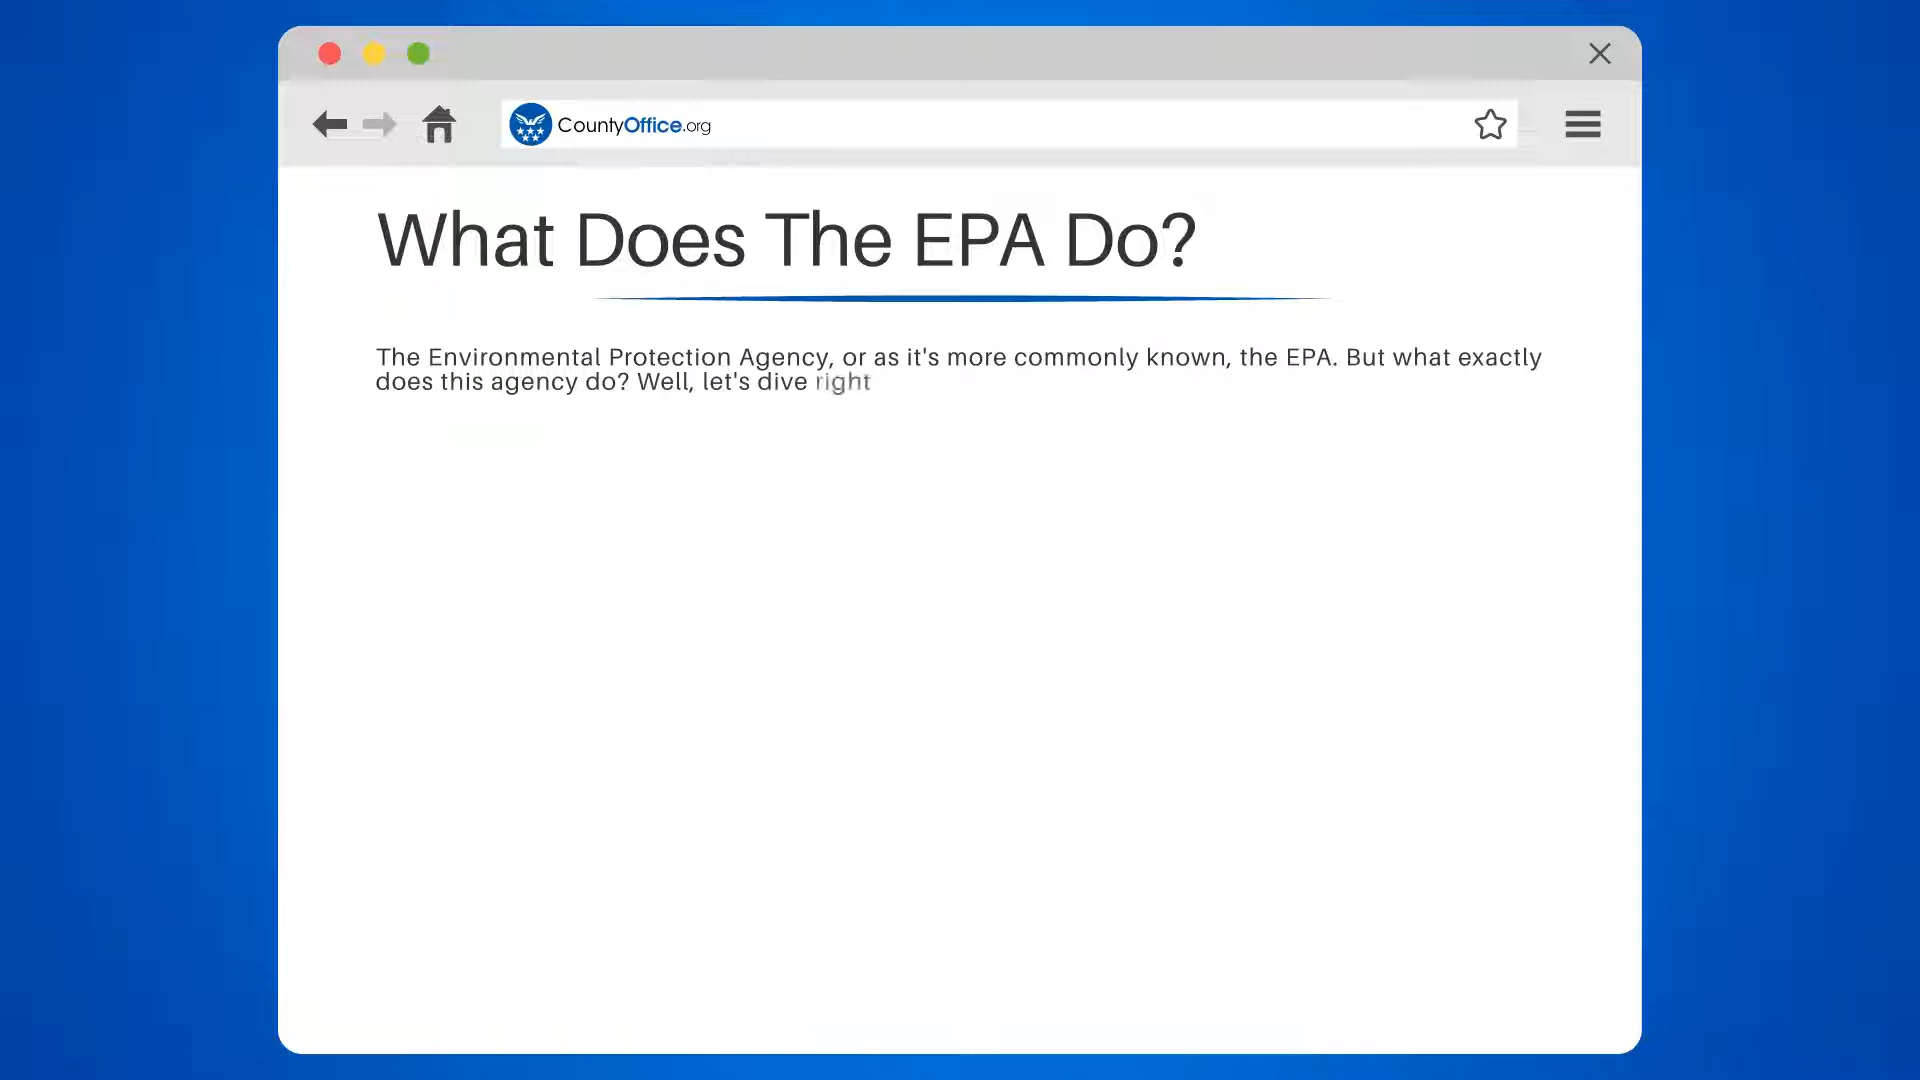 CountyOffice.org
What Does The EPA Do?
The Environmental Protection Agency, or as it's more commonly known, the EPA. But what exactly
does this agency do? Well, let's dive right